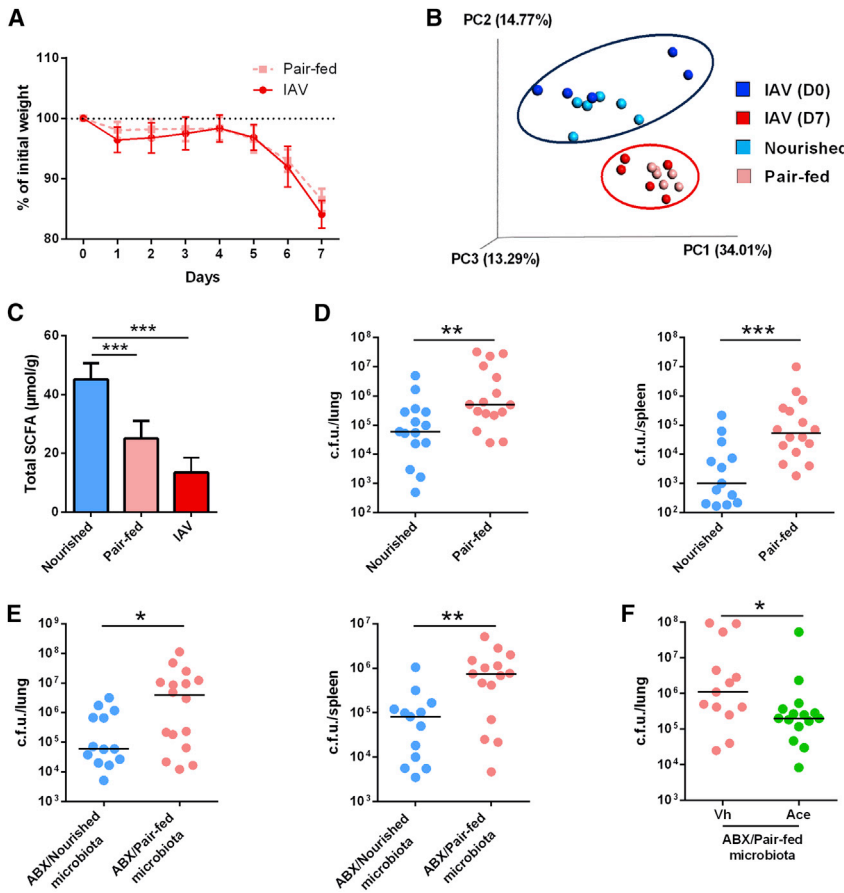 A
Pair-fed
IAV
% of initial weight
110
100
90
80
0 1 2 3 4 5 6 7
Days
B
PC2 (14.77%)
PC3 (13.29%)
PC1 (34.01%)
IAV (D0)
IAV (D7)
Nourished
Pair-fed
C
Total SCFA (µmol/g)
60
40
20
0
***
***
Nourished
Pair-fed
IAV
D
c.f.u./lung
10⁸
10⁷
10⁶
10⁵
10⁴
10³
10²
**
Nourished
Pair-fed
c.f.u./spleen
10⁸
10⁷
10⁶
10⁵
10⁴
10³
10²
***
Nourished
Pair-fed
E
c.f.u./lung
10⁹
10⁸
10⁷
10⁶
10⁵
10⁴
10³
*
ABX/Nourished
microbiota
ABX/Pair-fed
microbiota
c.f.u./spleen
10⁷
10⁶
10⁵
10⁴
10³
**
ABX/Nourished
microbiota
ABX/Pair-fed
microbiota
F
c.f.u./lung
10⁸
10⁷
10⁶
10⁵
10⁴
10³
*
Vh Ace
ABX/Pair-fed
microbiota